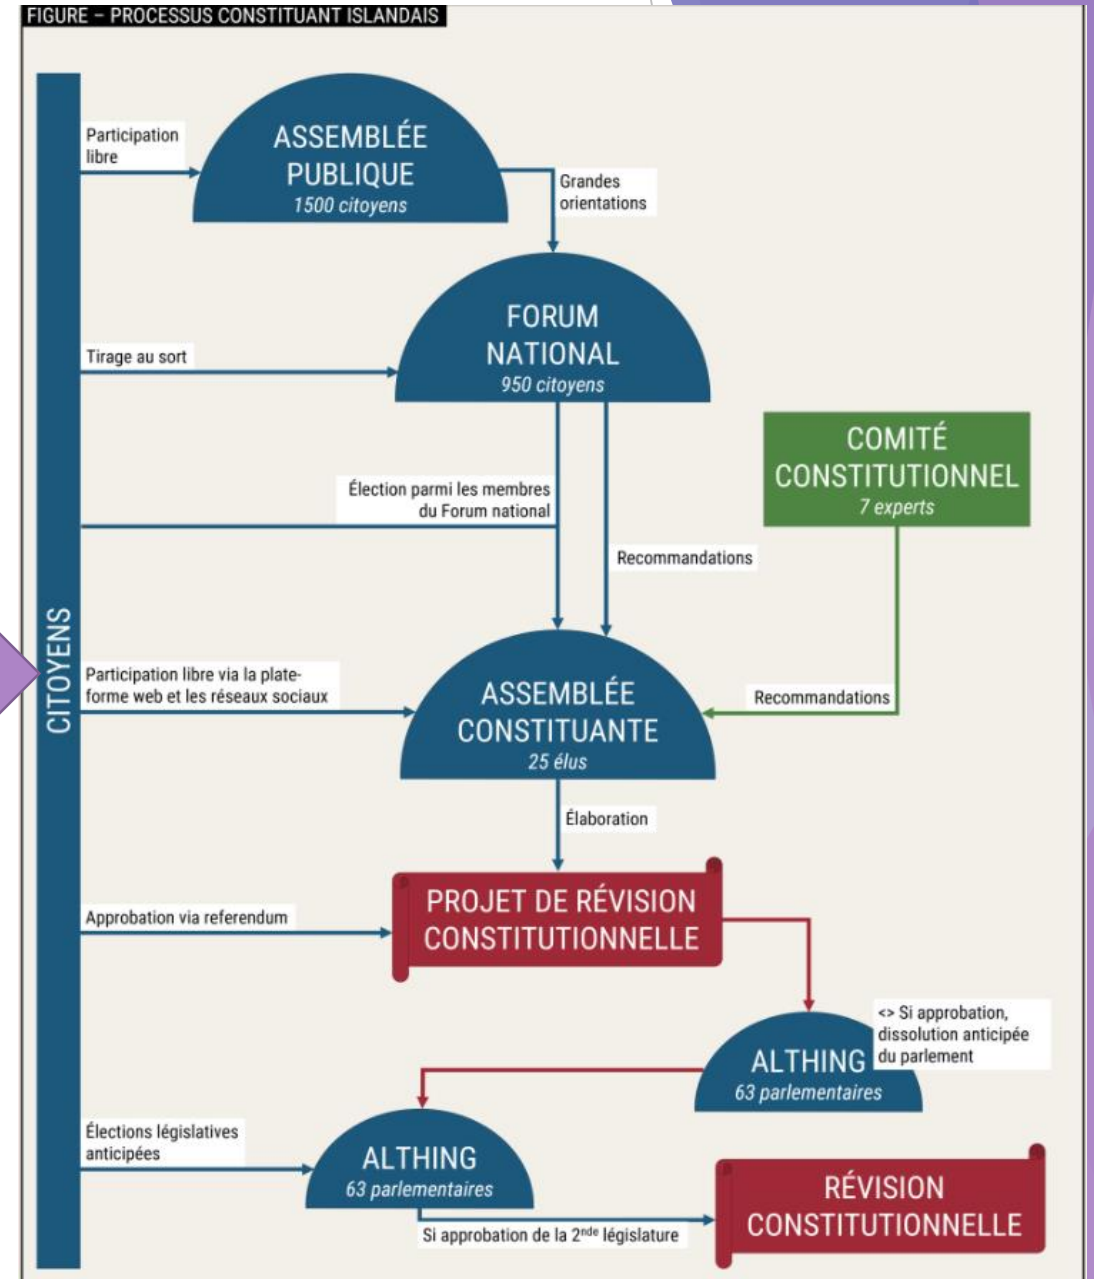 FIGURE – PROCESSUS CONSTITUANT ISLANDAIS
CITOYENS
Participation
libre
ASSEMBLÉE
PUBLIQUE
1500 citoyens
Grandes
orientations
FORUM
NATIONAL
950 citoyens
Tirage au sort
COMITÉ
CONSTITUTIONNEL
7 experts
Élection parmi les membres
du Forum national
Recommandations
Participation libre via la plate-
forme web et les réseaux sociaux
ASSEMBLÉE
CONSTITUANTE
25 élus
Recommandations
Élaboration
PROJET DE RÉVISION
CONSTITUTIONNELLE
Approbation via referendum
<> Si approbation,
dissolution anticipée
du parlement
ALTHING
63 parlementaires
Élections législatives
anticipées
ALTHING
63 parlementaires
Si approbation de la 2nde législature
RÉVISION
CONSTITUTIONNELLE